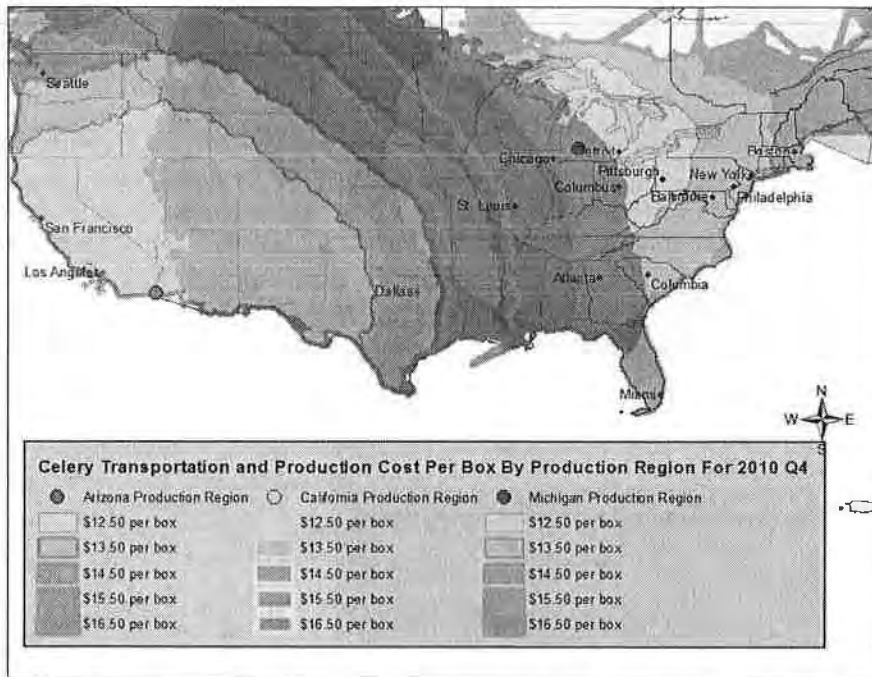 Seattle
Boston
Detroit
Chicago
Pittsburgh
New York
Columbus
Baltimore
Philadelphia
St. Louis
San Francisco
Los Angeles
Atlanta
Columbia
Dallas
Miami
N
W E
S
Celery Transportation and Production Cost Per Box By Production Region For 2010 Q4
Arizona Production Region California Production Region Michigan Production Region
$12.50 per box $12.50 per box $12.50 per box
$13.50 per box $13.50 per box $13.50 per box
$14.50 per box $14.50 per box $14.50 per box
$15.50 per box $15.50 per box $15.50 per box
$16.50 per box $16.50 per box $16.50 per box